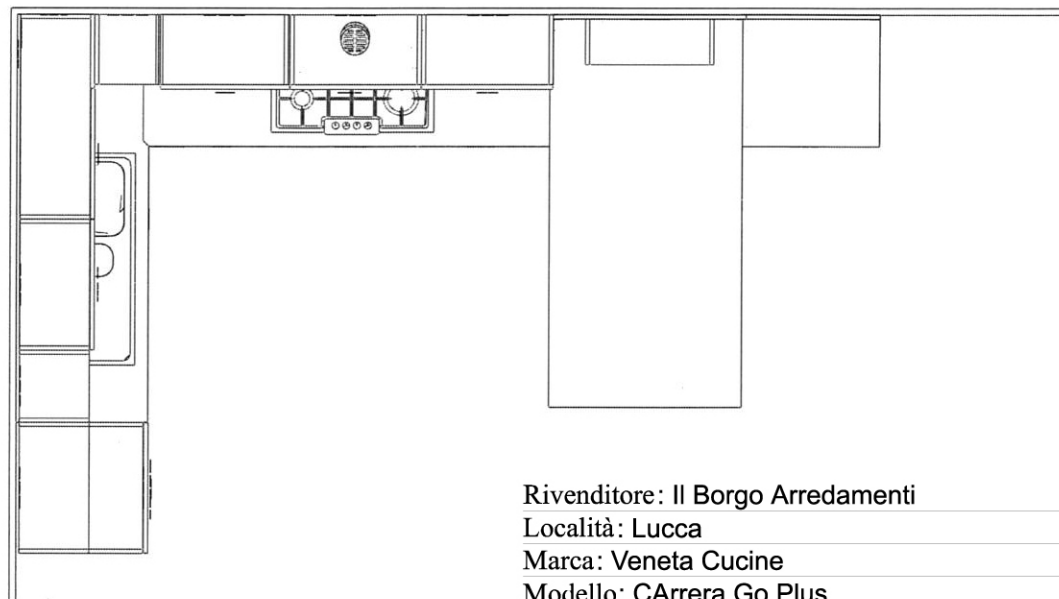 Rivenditore: Il Borgo Arredamenti
Località: Lucca
Marca: Veneta Cucine
Modello: CArrera Go Plus